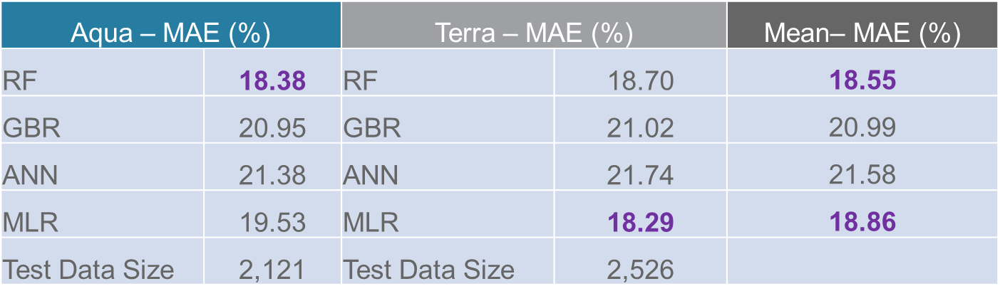 Aqua – MAE (%) Terra – MAE (%) Mean– MAE (%)
RF 18.38 RF 18.70 18.55
GBR 20.95 GBR 21.02 20.99
ANN 21.38 ANN 21.74 21.58
MLR 19.53 MLR 18.29 18.86
Test Data Size 2,121 Test Data Size 2,526